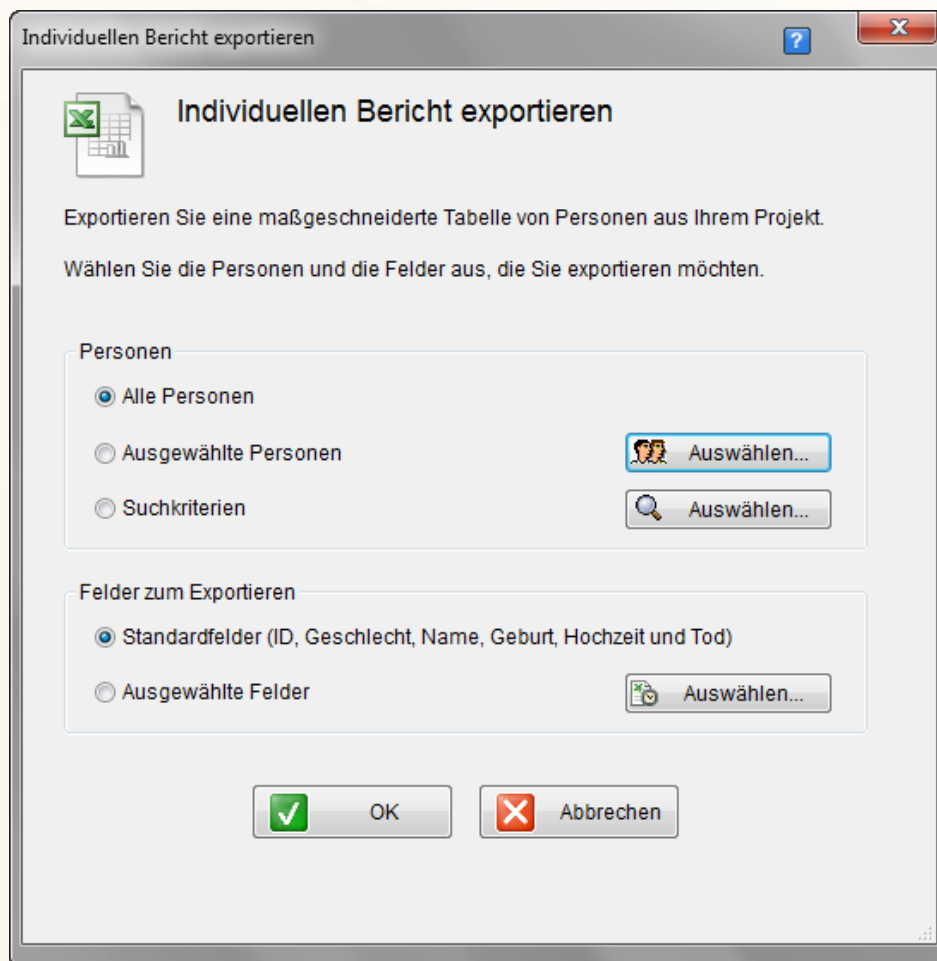 Individuellen Bericht exportieren
?
Individuellen Bericht exportieren
Exportieren Sie eine maßgeschneiderte Tabelle von Personen aus Ihrem Projekt.
Wählen Sie die Personen und die Felder aus, die Sie exportieren möchten.
Personen
Alle Personen
Ausgewählte Personen Auswählen...
Suchkriterien Auswählen...
Felder zum Exportieren
Standardfelder (ID, Geschlecht, Name, Geburt, Hochzeit und Tod)
Ausgewählte Felder Auswählen...
OK Abbrechen